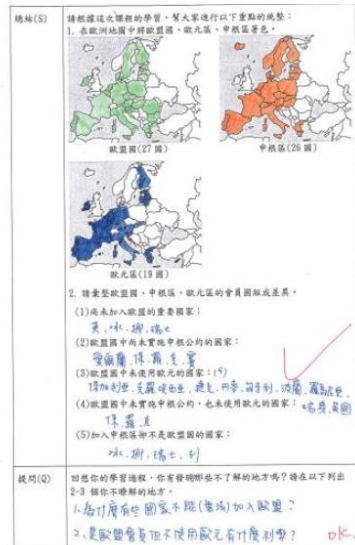 總結(S)
請根據這次課程的學習，幫大家進行以下重點的統整：
1. 在歐洲地圖中將歐盟國、歐元區、申根區著色。
歐盟國(27 國)
申根區(26 國)
歐元區(19 國)
2. 請彙整歐盟國、申根區、歐元區的會員國組成差異。
(1)尚未加入歐盟的重要國家：
英、冰、挪、瑞士
(2)歐盟國中尚未實施申根公約的國家：
愛爾蘭、保、羅、克、賽
(3)歐盟國中未使用歐元的國家：(9)
保加利亞、克羅埃西亞、捷克、丹麥、匈牙利、波蘭、羅馬尼亞、
瑞典、英國
(4)歐盟國中未實施申根公約，也未使用歐元的國家：
保、羅、克
(5)加入申根區卻不是歐盟國的國家：
冰、挪、瑞士、列
提問(Q)
回想你的學習過程，你有發現哪些不了解的地方嗎？請在以下列出
2-3 個你不瞭解的地方。
1. 為什麼有些國家不能(無法)加入歐盟？
2. 是歐盟會員但不使用歐元有什麼利弊？
OK.